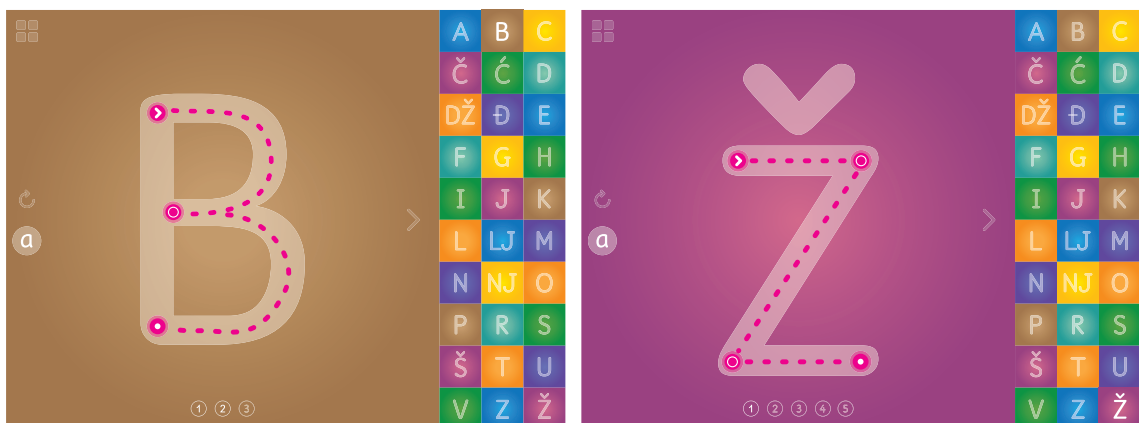 A B C
Č Ć D
DŽ Đ E
F G H
I J K
L LJ M
N NJ O
P R S
Š T U
V Z Ž
B
a
1 2 3
A B C
Č Ć D
DŽ Đ E
F G H
I J K
L LJ M
N NJ O
P R S
Š T U
V Z Ž
Ž
a
1 2 3 4 5